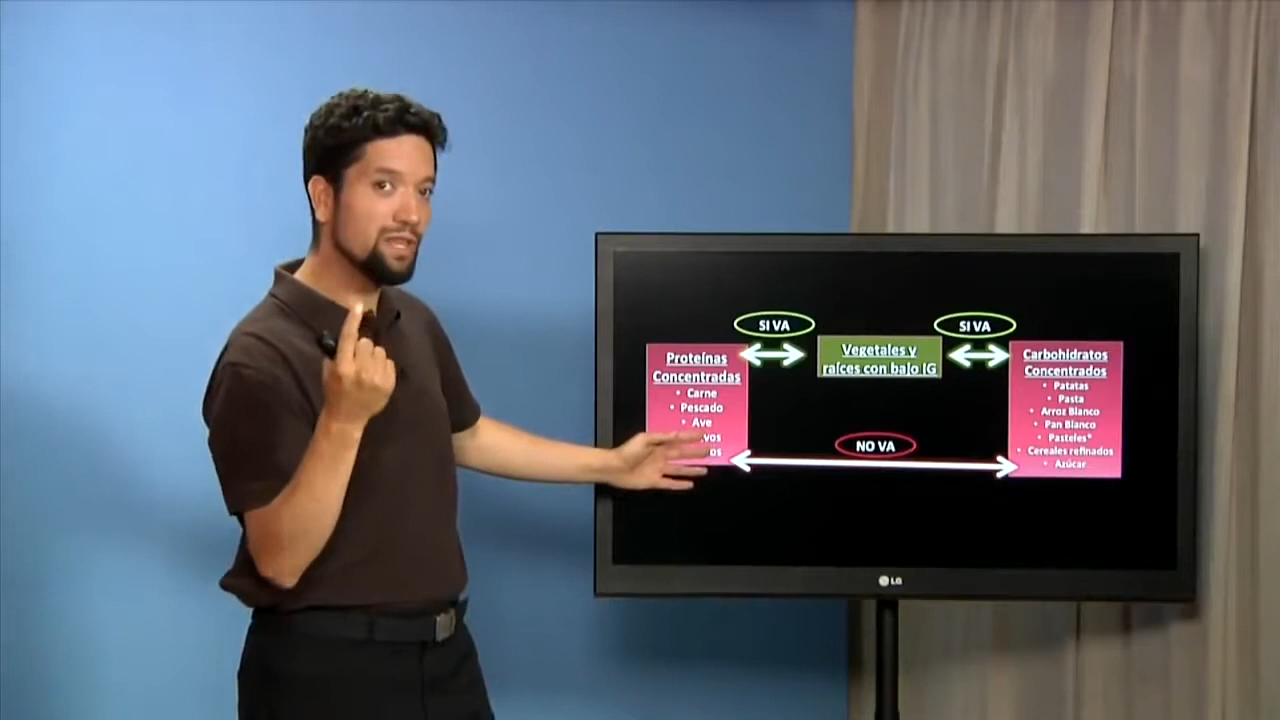 SI VA
SI VA
Proteínas
Concentradas
• Carne
• Pescado
• Ave
Vegetales y
raíces con bajo IG
Carbohidratos
Concentrados
• Patatas
• Pasta
• Arroz Blanco
• Pan Blanco
• Pasteles*
• Cereales refinados
• Azúcar
NO VA
LG